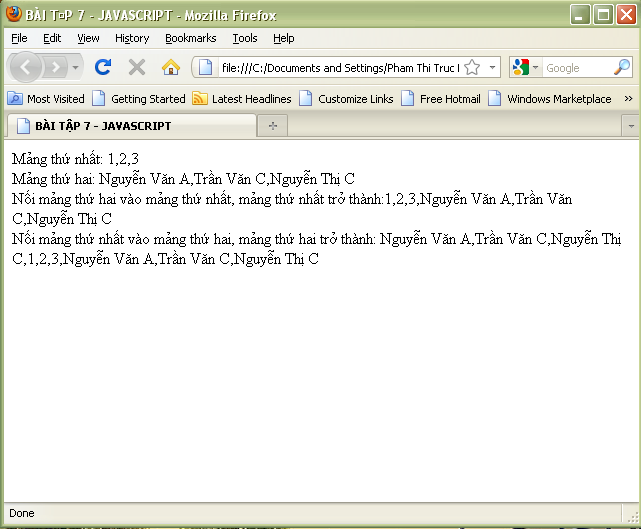 BÀI T¤P 7 - JAVASCRIPT - Mozilla Firefox
File Edit View History Bookmarks Tools Help
file:///C:/Documents and Settings/Pham Thi Truc Google
Most Visited Getting Started Latest Headlines Customize Links Free Hotmail Windows Marketplace »
BÀI TẬP 7 - JAVASCRIPT
Mảng thứ nhất: 1,2,3
Mảng thứ hai: Nguyễn Văn A,Trần Văn C,Nguyễn Thị C
Nối mảng thứ hai vào mảng thứ nhất, mảng thứ nhất trở thành:1,2,3,Nguyễn Văn A,Trần Văn
C,Nguyễn Thị C
Nối mảng thứ nhất vào mảng thứ hai, mảng thứ hai trở thành: Nguyễn Văn A,Trần Văn C,Nguyễn Thị
C,1,2,3,Nguyễn Văn A,Trần Văn C,Nguyễn Thị C
Done